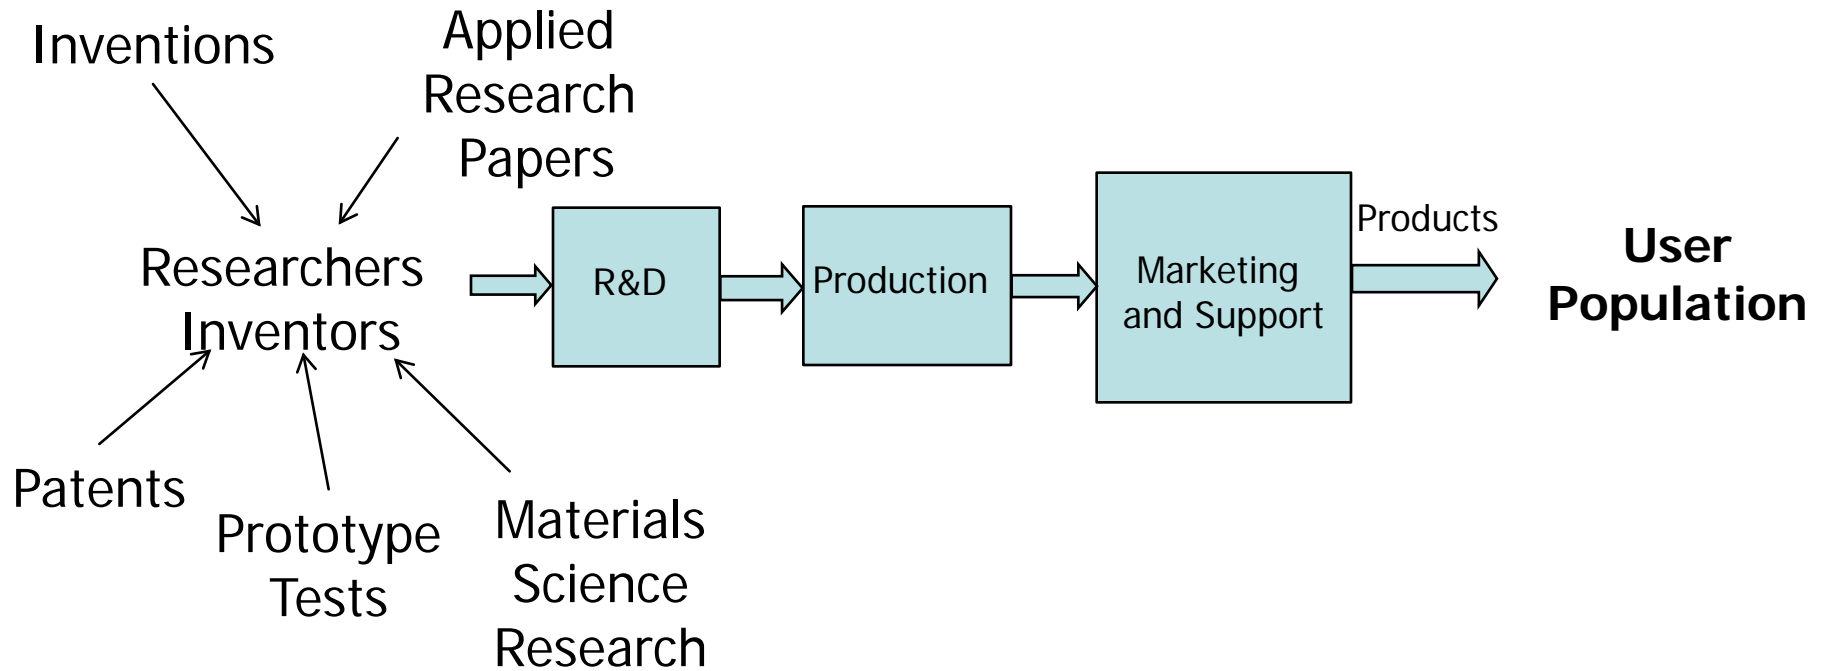 Inventions
Applied
Research
Papers
Researchers
Inventors
R&D
Production
Marketing
and Support
Products
User
Population
Patents
Prototype
Tests
Materials
Science
Research